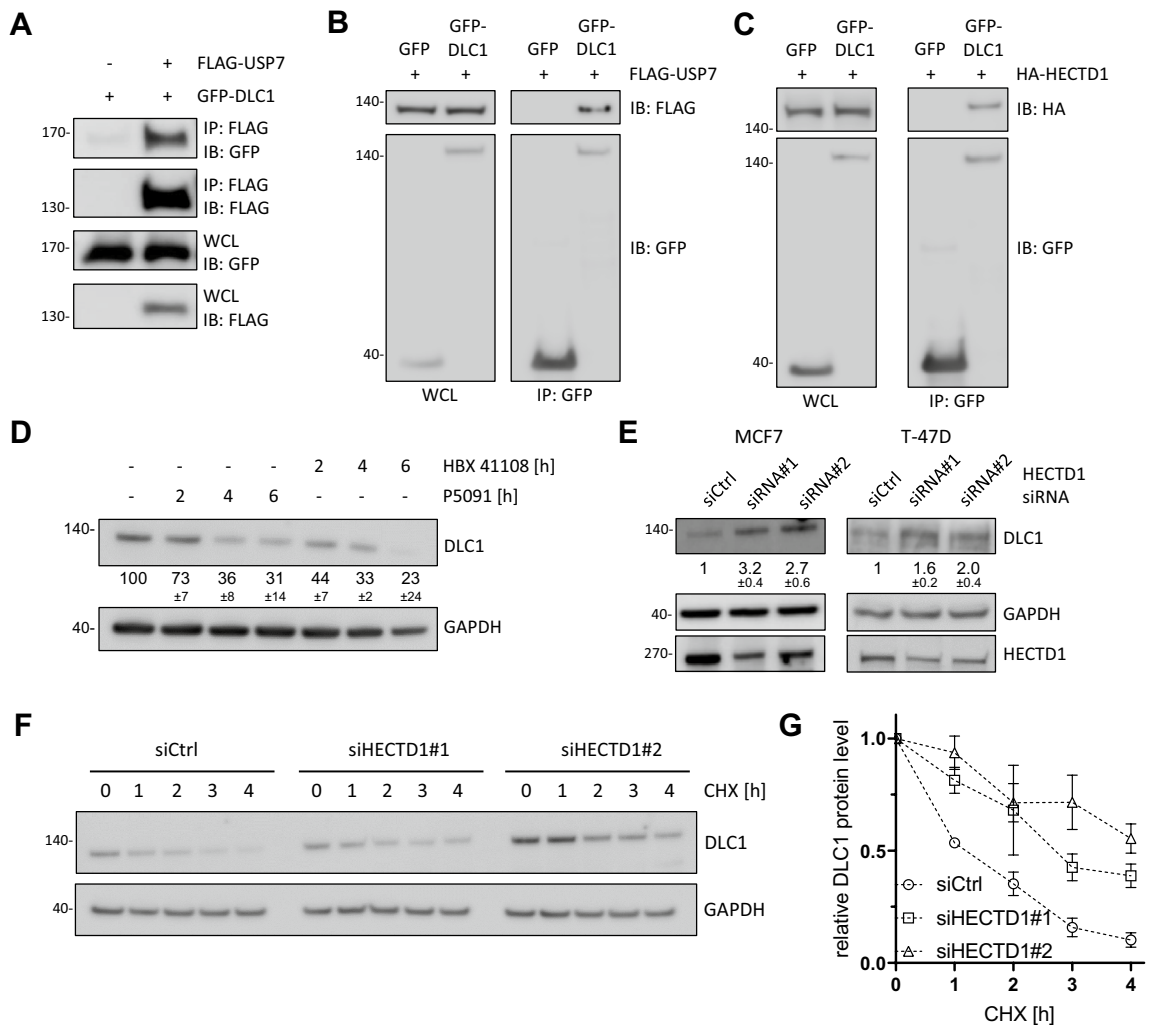 A
- + FLAG-USP7
+ + GFP-DLC1
170-
IP: FLAG
IB: GFP
130-
IP: FLAG
IB: FLAG
170-
WCL
IB: GFP
130-
WCL
IB: FLAG
B
GFP GFP-DLC1 GFP GFP-DLC1
+ + + + FLAG-USP7
140- IB: FLAG
140-
IB: GFP
40-
WCL IP: GFP
C
GFP GFP-DLC1 GFP GFP-DLC1
+ + + + HA-HECTD1
140- IB: HA
140-
IB: GFP
40-
WCL IP: GFP
D
- - - - 2 4 6 HBX 41108 [h]
- 2 4 6 - - - P5091 [h]
140- DLC1
100 73 36 31 44 33 23
±7 ±8 ±14 ±7 ±2 ±24
40- GAPDH
E
MCF7 T-47D
siCtrl siRNA#1 siRNA#2 siCtrl siRNA#1 siRNA#2 HECTD1
siRNA
140- DLC1
1 3.2 2.7 1 1.6 2.0
±0.4 ±0.6 ±0.2 ±0.4
40- GAPDH
270- HECTD1
F
siCtrl siHECTD1#1 siHECTD1#2
0 1 2 3 4 0 1 2 3 4 0 1 2 3 4 CHX [h]
140- DLC1
40- GAPDH
G
relative DLC1 protein level
1.0
0.5
0.0
siCtrl
siHECTD1#1
siHECTD1#2
0 1 2 3 4
CHX [h]